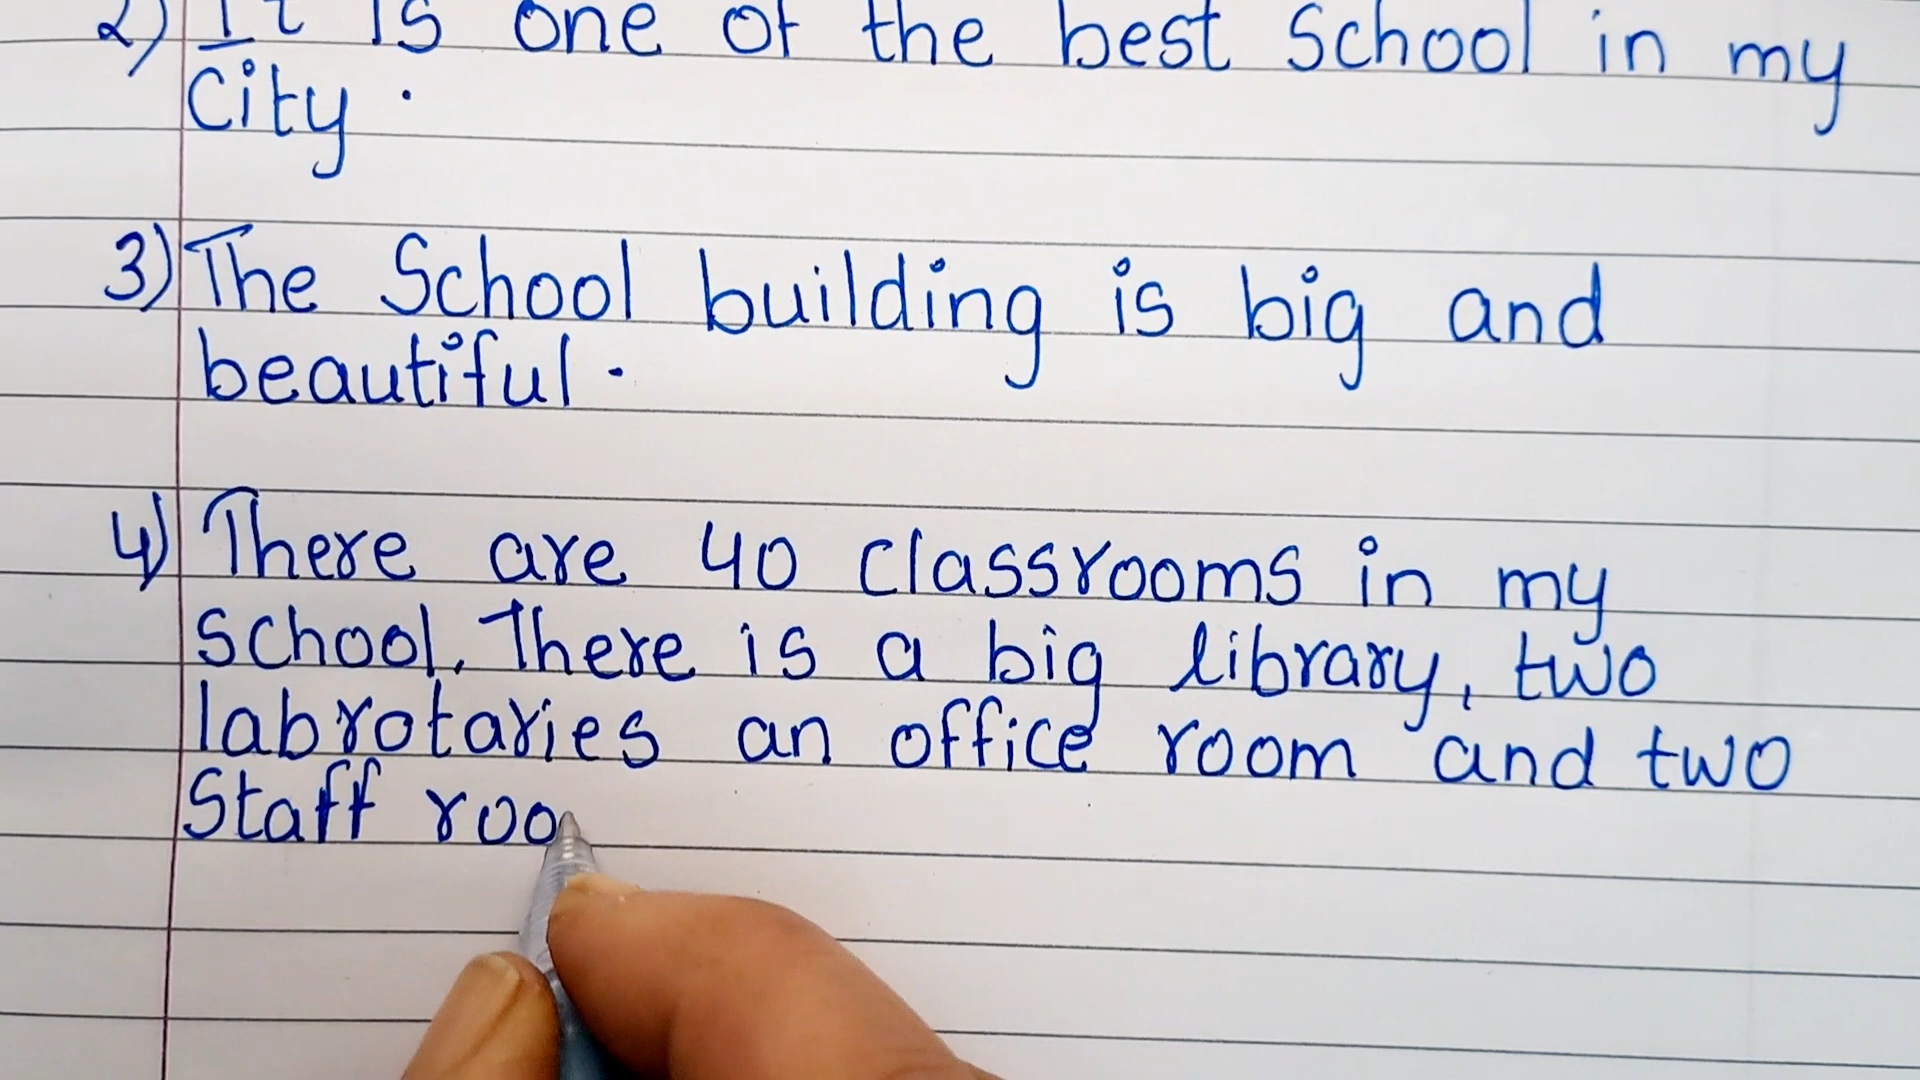 2) It is one of the best School in my
City.
3) The School building is big and
beautiful.
4) There are 40 classrooms in my
school. There is a big library, two
labrotaries an office room and two
Staff roo